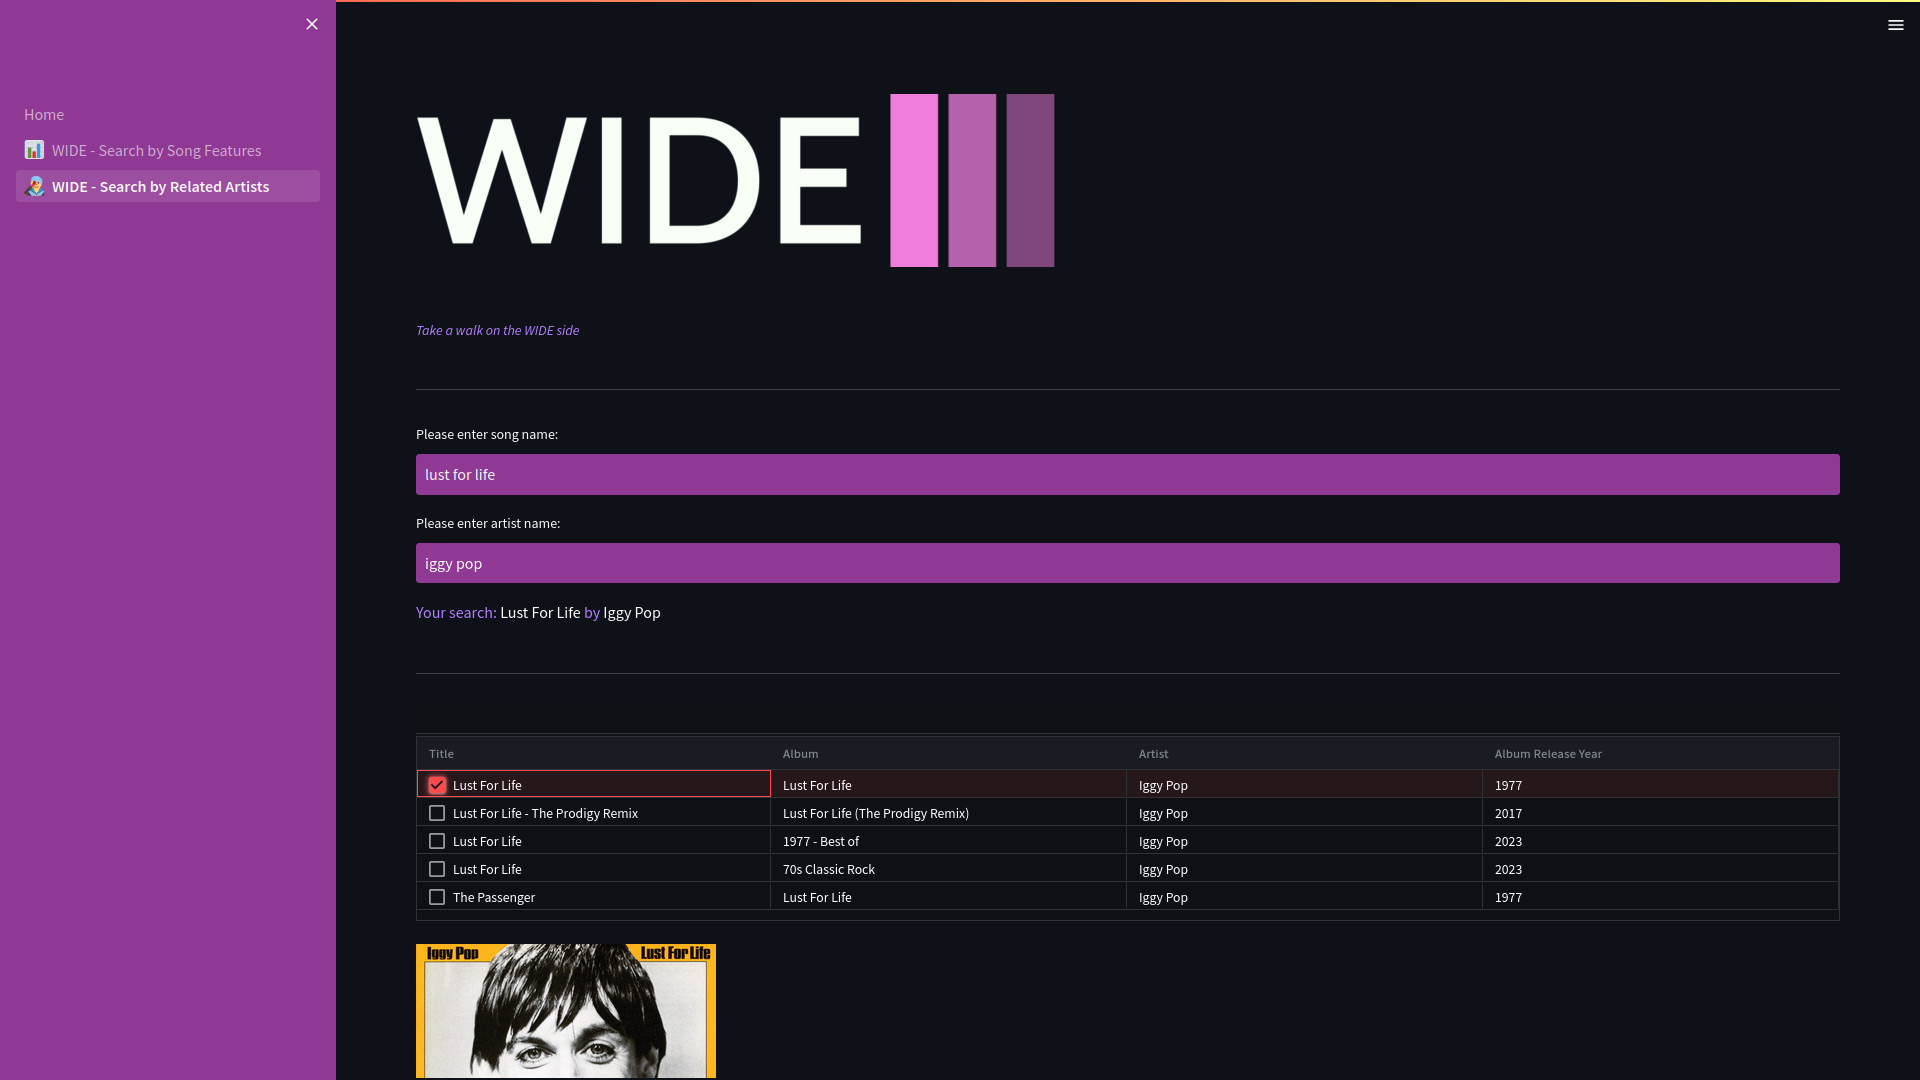 Home
WIDE - Search by Song Features
WIDE - Search by Related Artists
WIDE
Take a walk on the WIDE side
Please enter song name:
lust for life
Please enter artist name:
iggy pop
Your search: Lust For Life by Iggy Pop
Title Album Artist Album Release Year
Lust For Life Lust For Life Iggy Pop 1977
Lust For Life - The Prodigy Remix Lust For Life (The Prodigy Remix) Iggy Pop 2017
Lust For Life 1977 - Best of Iggy Pop 2023
Lust For Life 70s Classic Rock Iggy Pop 2023
The Passenger Lust For Life Iggy Pop 1977
Iggy Pop Lust For Life